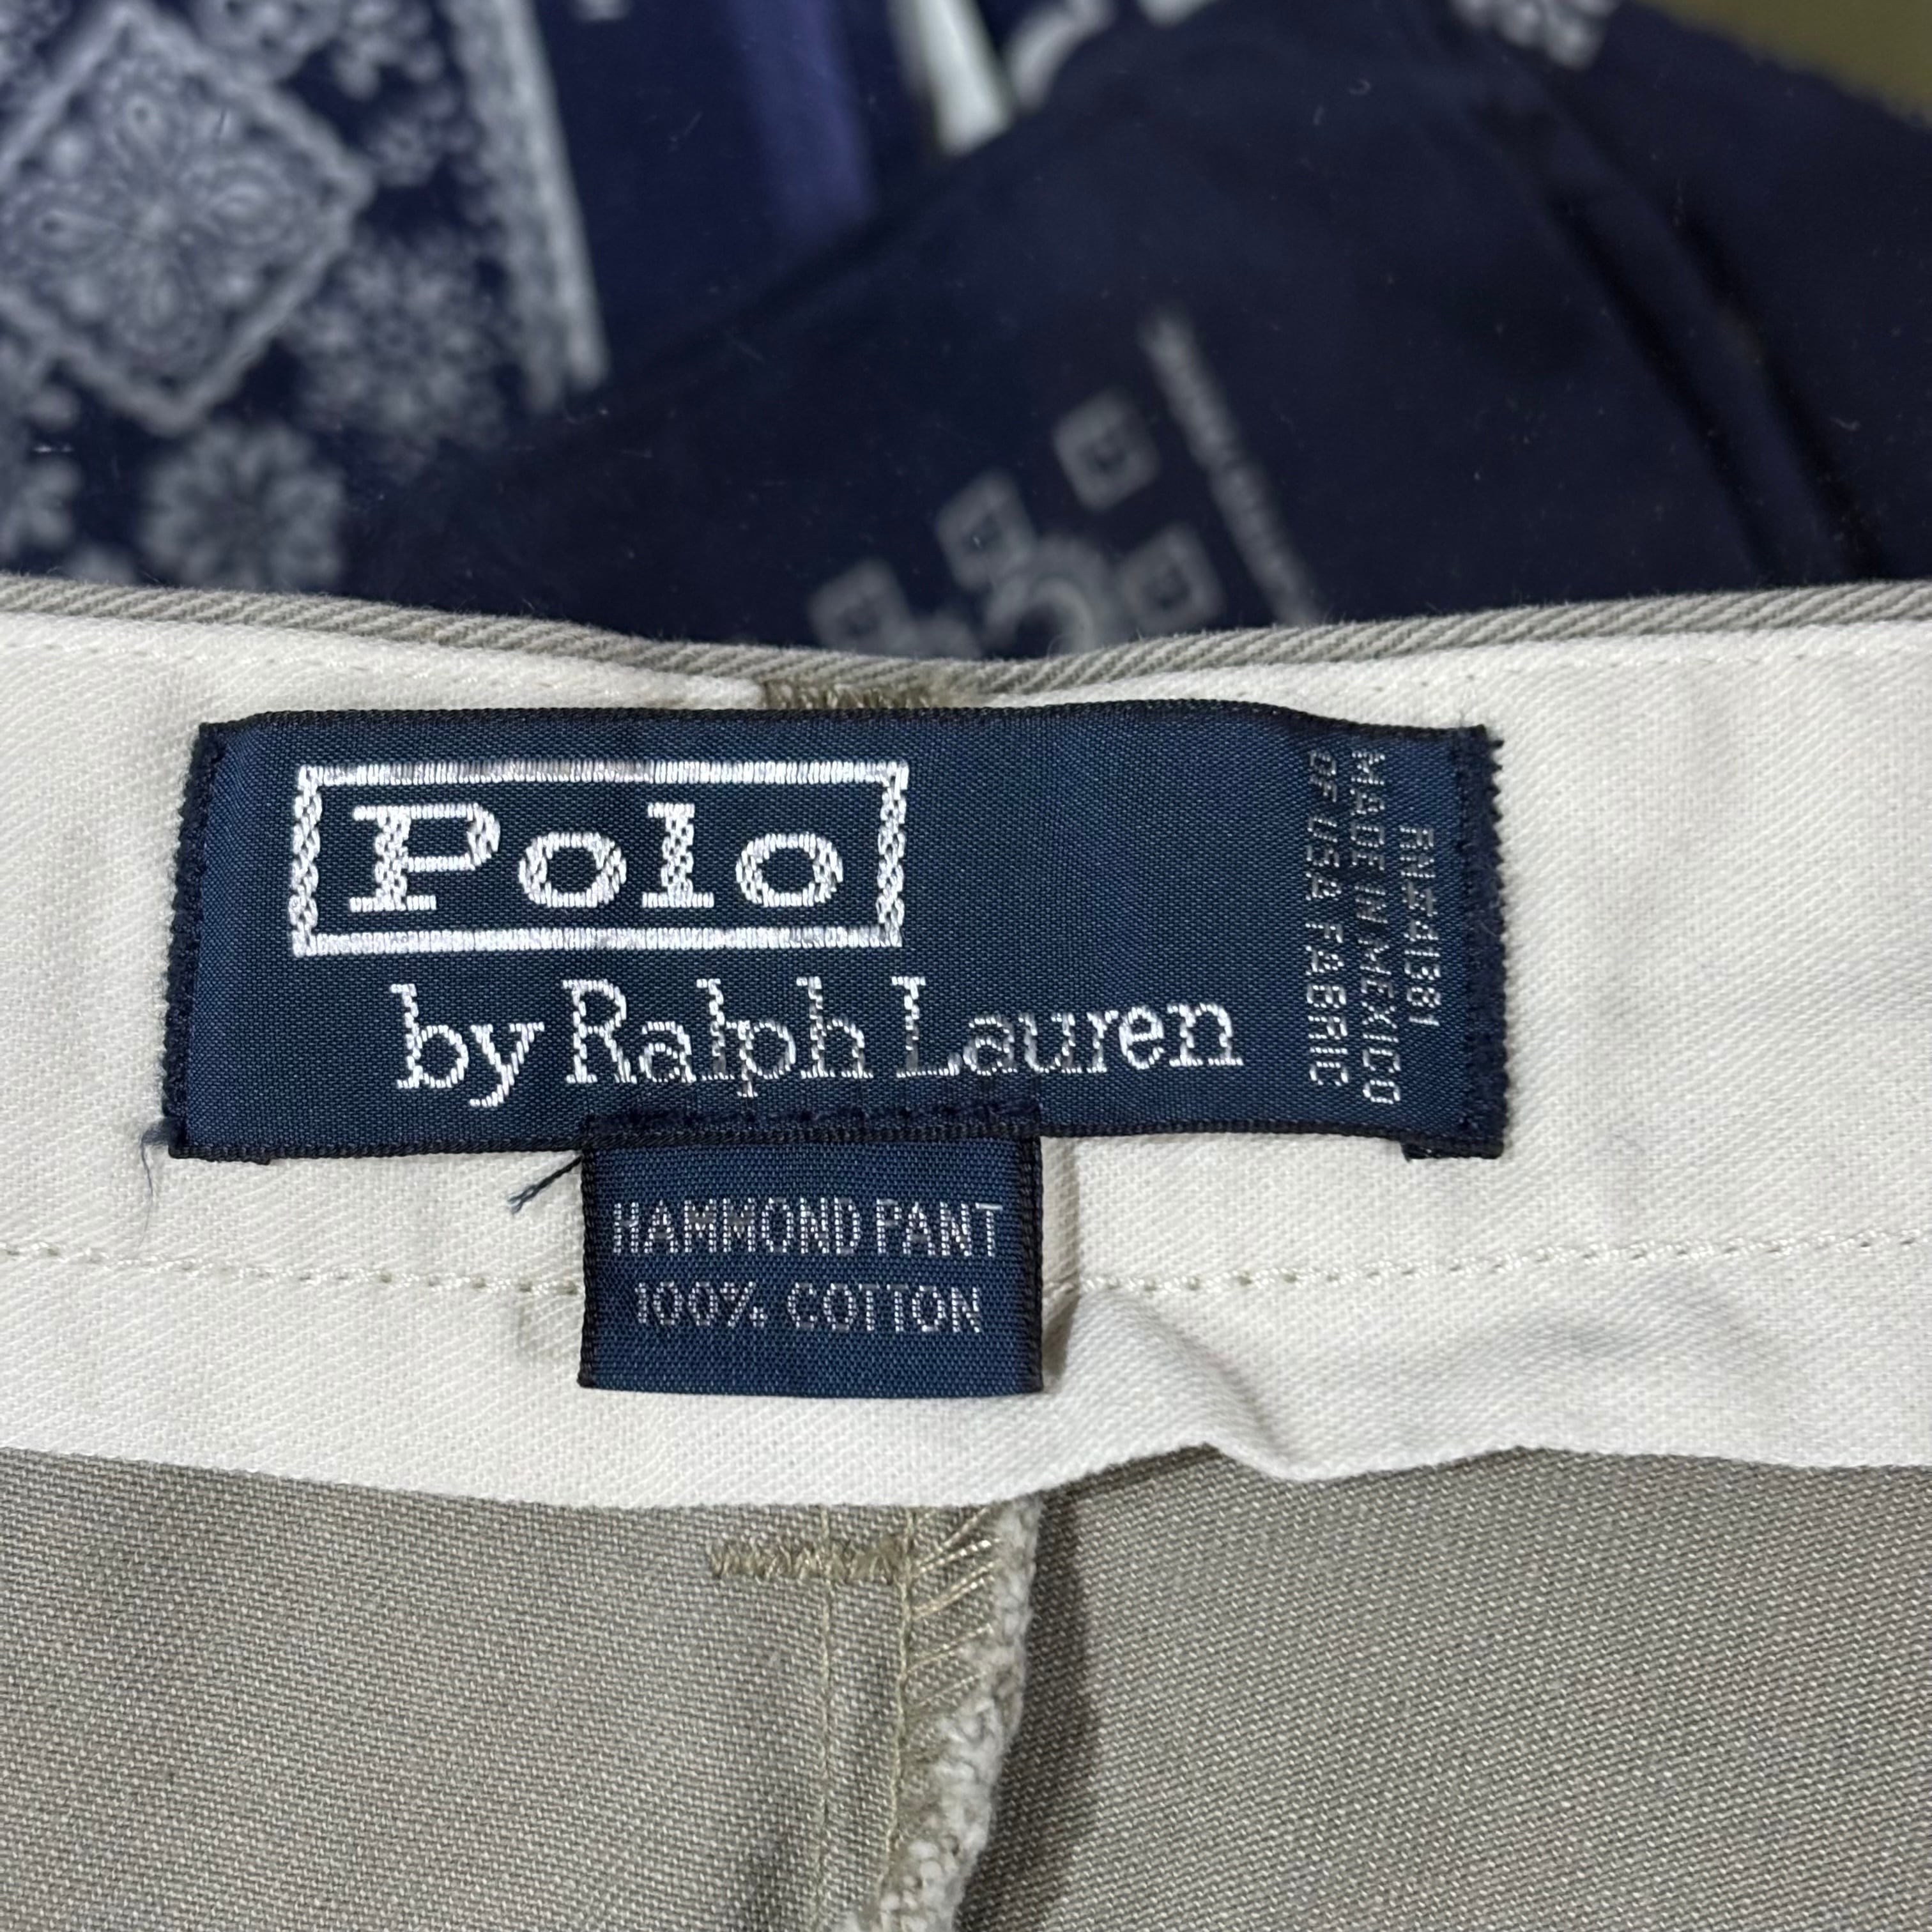 Polo
by Ralph Lauren
RN#41381
MADE IN MEXICO
OF USA FABRIC
HAMMOND PANT
100% COTTON